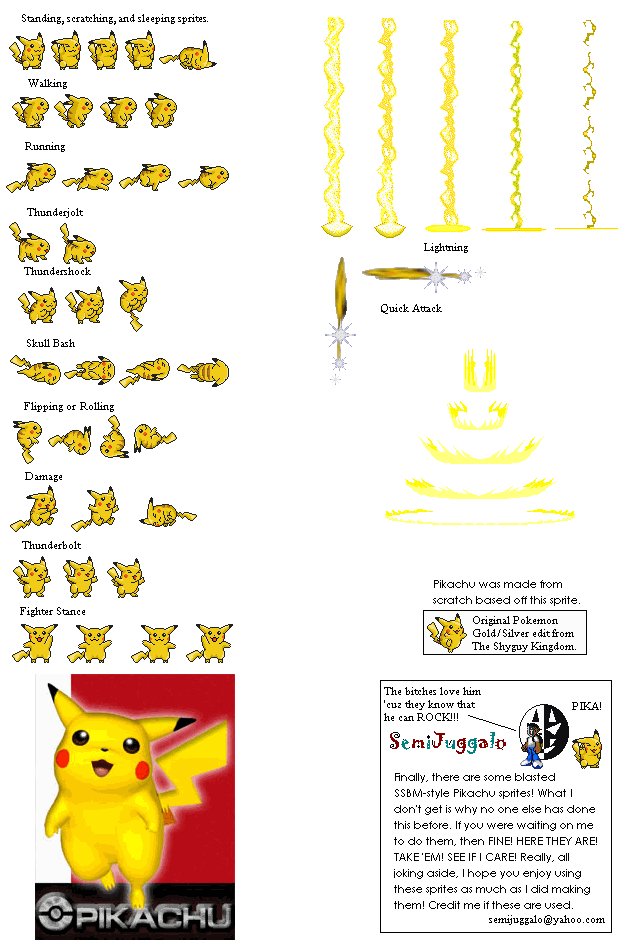 Standing, scratching, and sleeping sprites.
Walking
Running
Thunderjolt
Thundershock
Skull Bash
Flipping or Rolling
Damage
Thunderbolt
Fighter Stance
PIKACHU
Lightning
Quick Attack
Pikachu was made from
scratch based off this sprite.
Original Pokemon
Gold/Silver edit from
The Shyguy Kingdom.
The bitches love him
'cuz they know that
he can ROCK!!!
PIKA!
SemiJuggalo
Finally, there are some blasted
SSBM-style Pikachu sprites! What I
don't get is why no one else has done
this before. If you were waiting on me
to do them, then FINE! HERE THEY ARE!
TAKE 'EM! SEE IF I CARE! Really, all
joking aside, I hope you enjoy using
these sprites as much as I did making
them! Credit me if these are used.
semijuggalo@yahoo.com